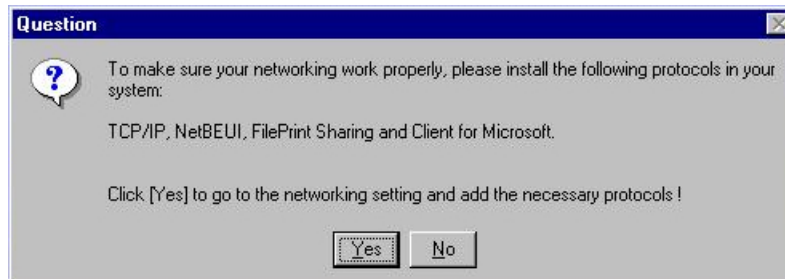 Question
To make sure your networking work properly, please install the following protocols in your
system:
TCP/IP, NetBEUI, FilePrint Sharing and Client for Microsoft.
Click [Yes] to go to the networking setting and add the necessary protocols !
Yes No